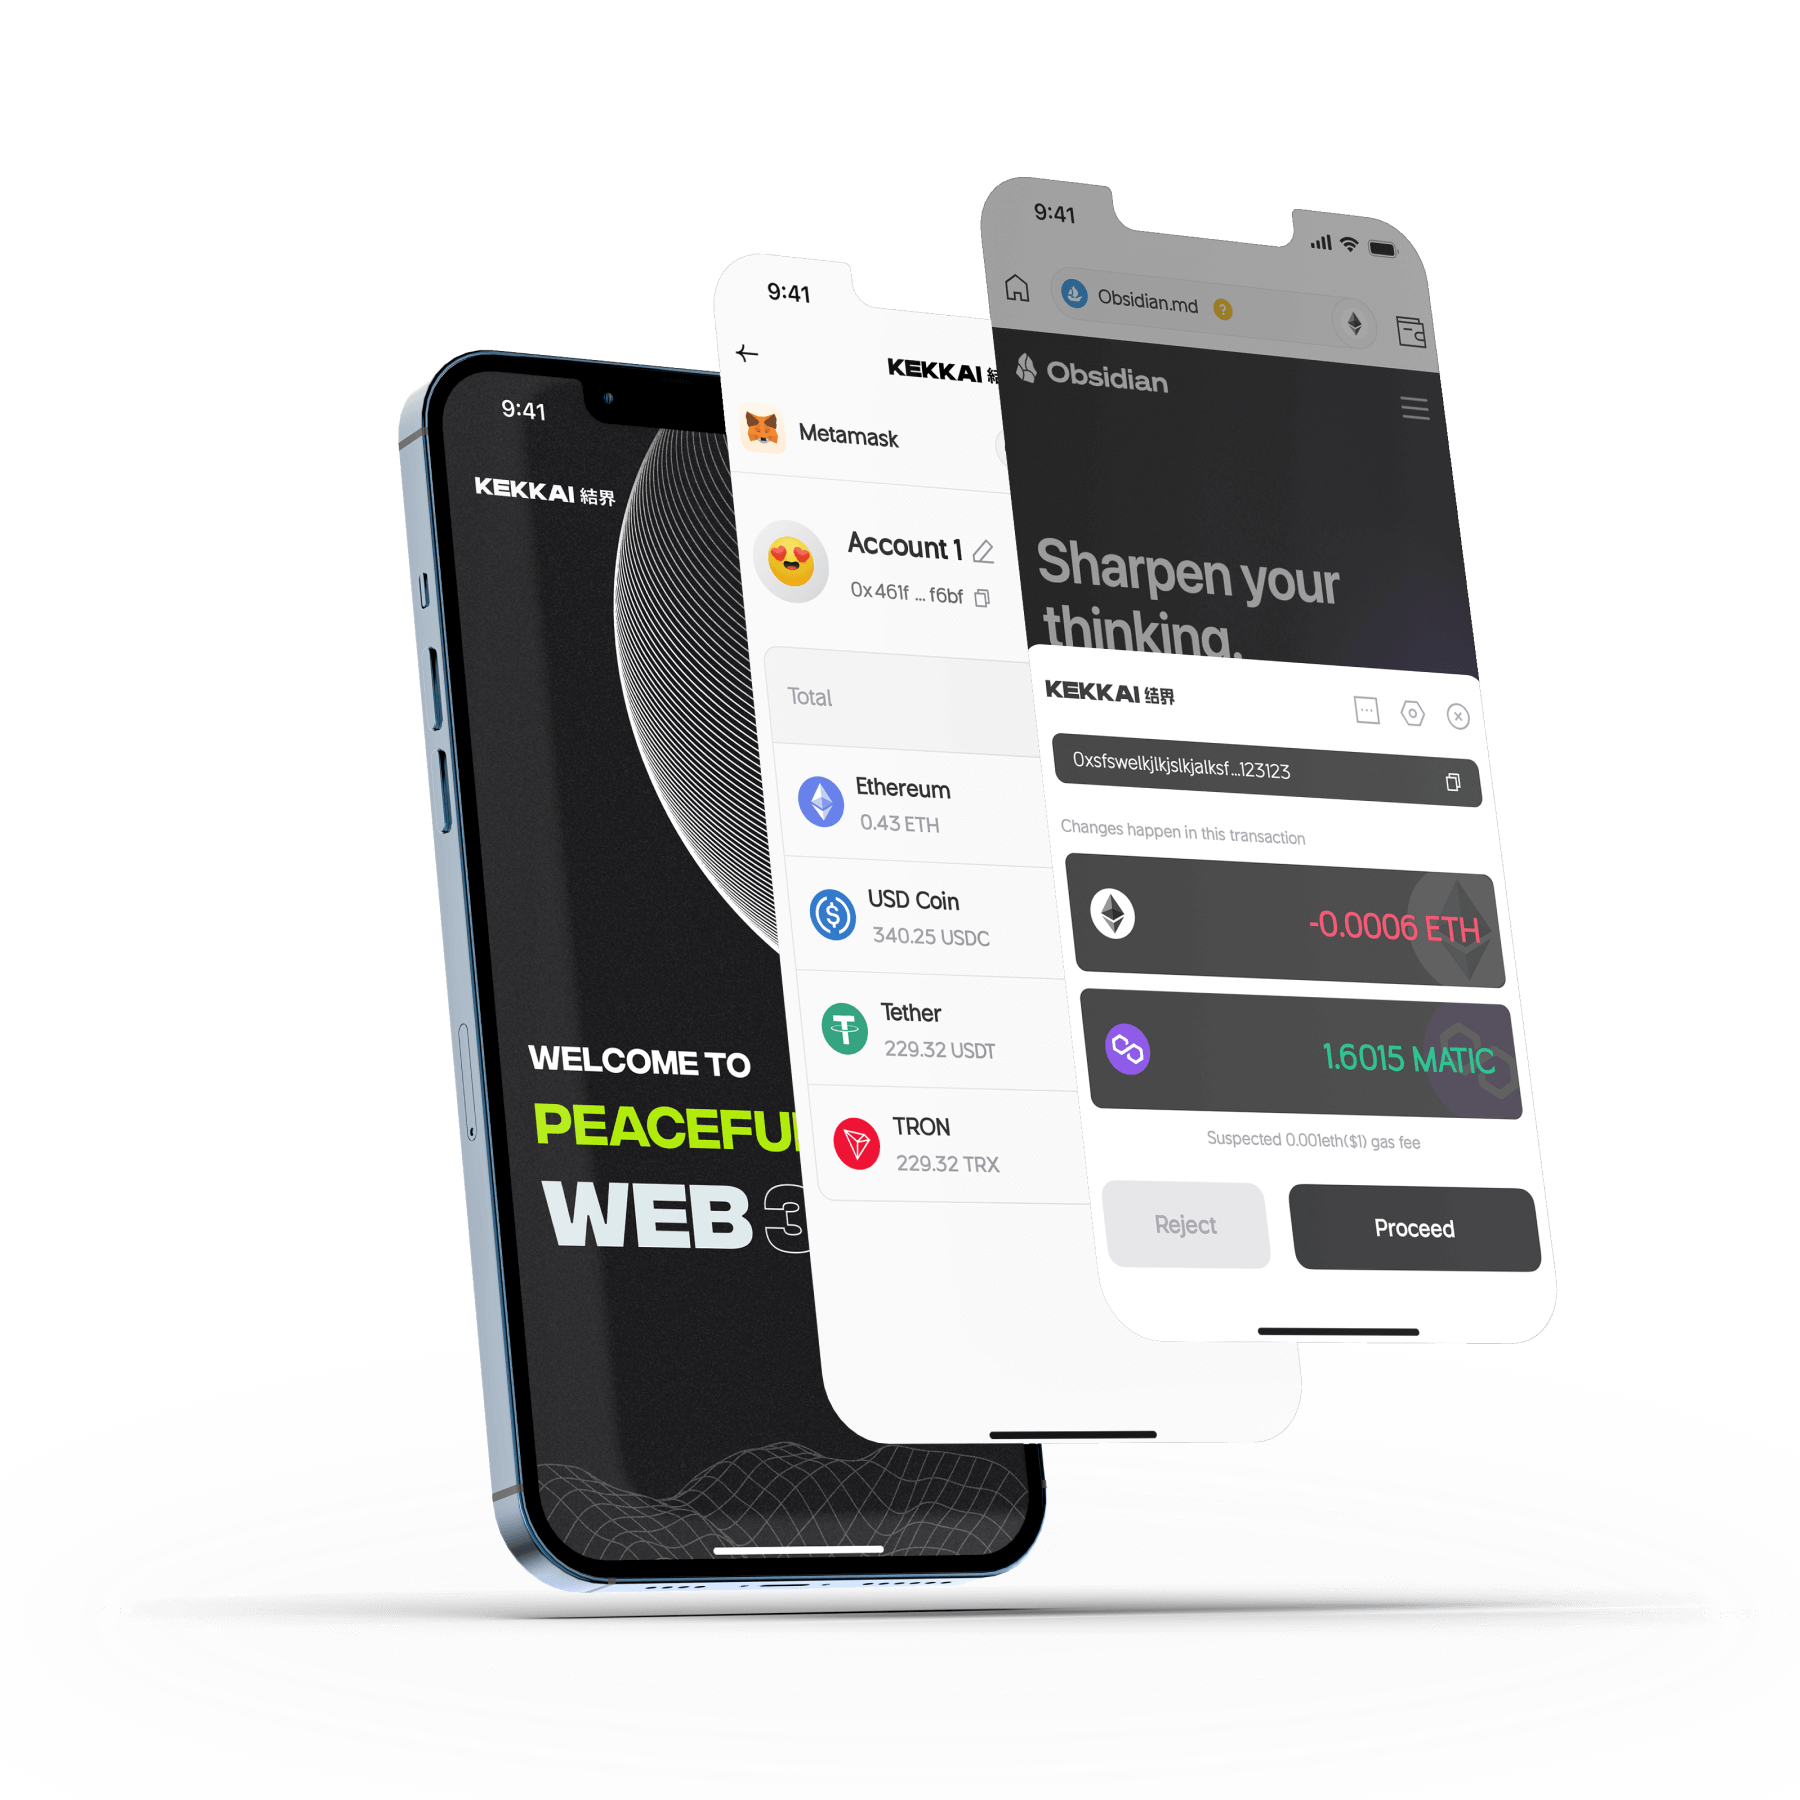 9:41
KEKKAI 結界
WELCOME TO
PEACEFU
WEB 3
9:41
KEKKAI
Metamask
Account 1
0x461f ... f6bf
Total
Ethereum
0.43 ETH
USD Coin
340.25 USDC
Tether
229.32 USDT
TRON
229.32 TRX
9:41
Obsidian.md ?
Obsidian
Sharpen your
thinking.
KEKKAI 结界
0xsfswelkjlkjslkjalksf...123123
Changes happen in this transaction
-0.0006 ETH
1.6015 MATIC
Suspected 0.001eth($1) gas fee
Reject
Proceed